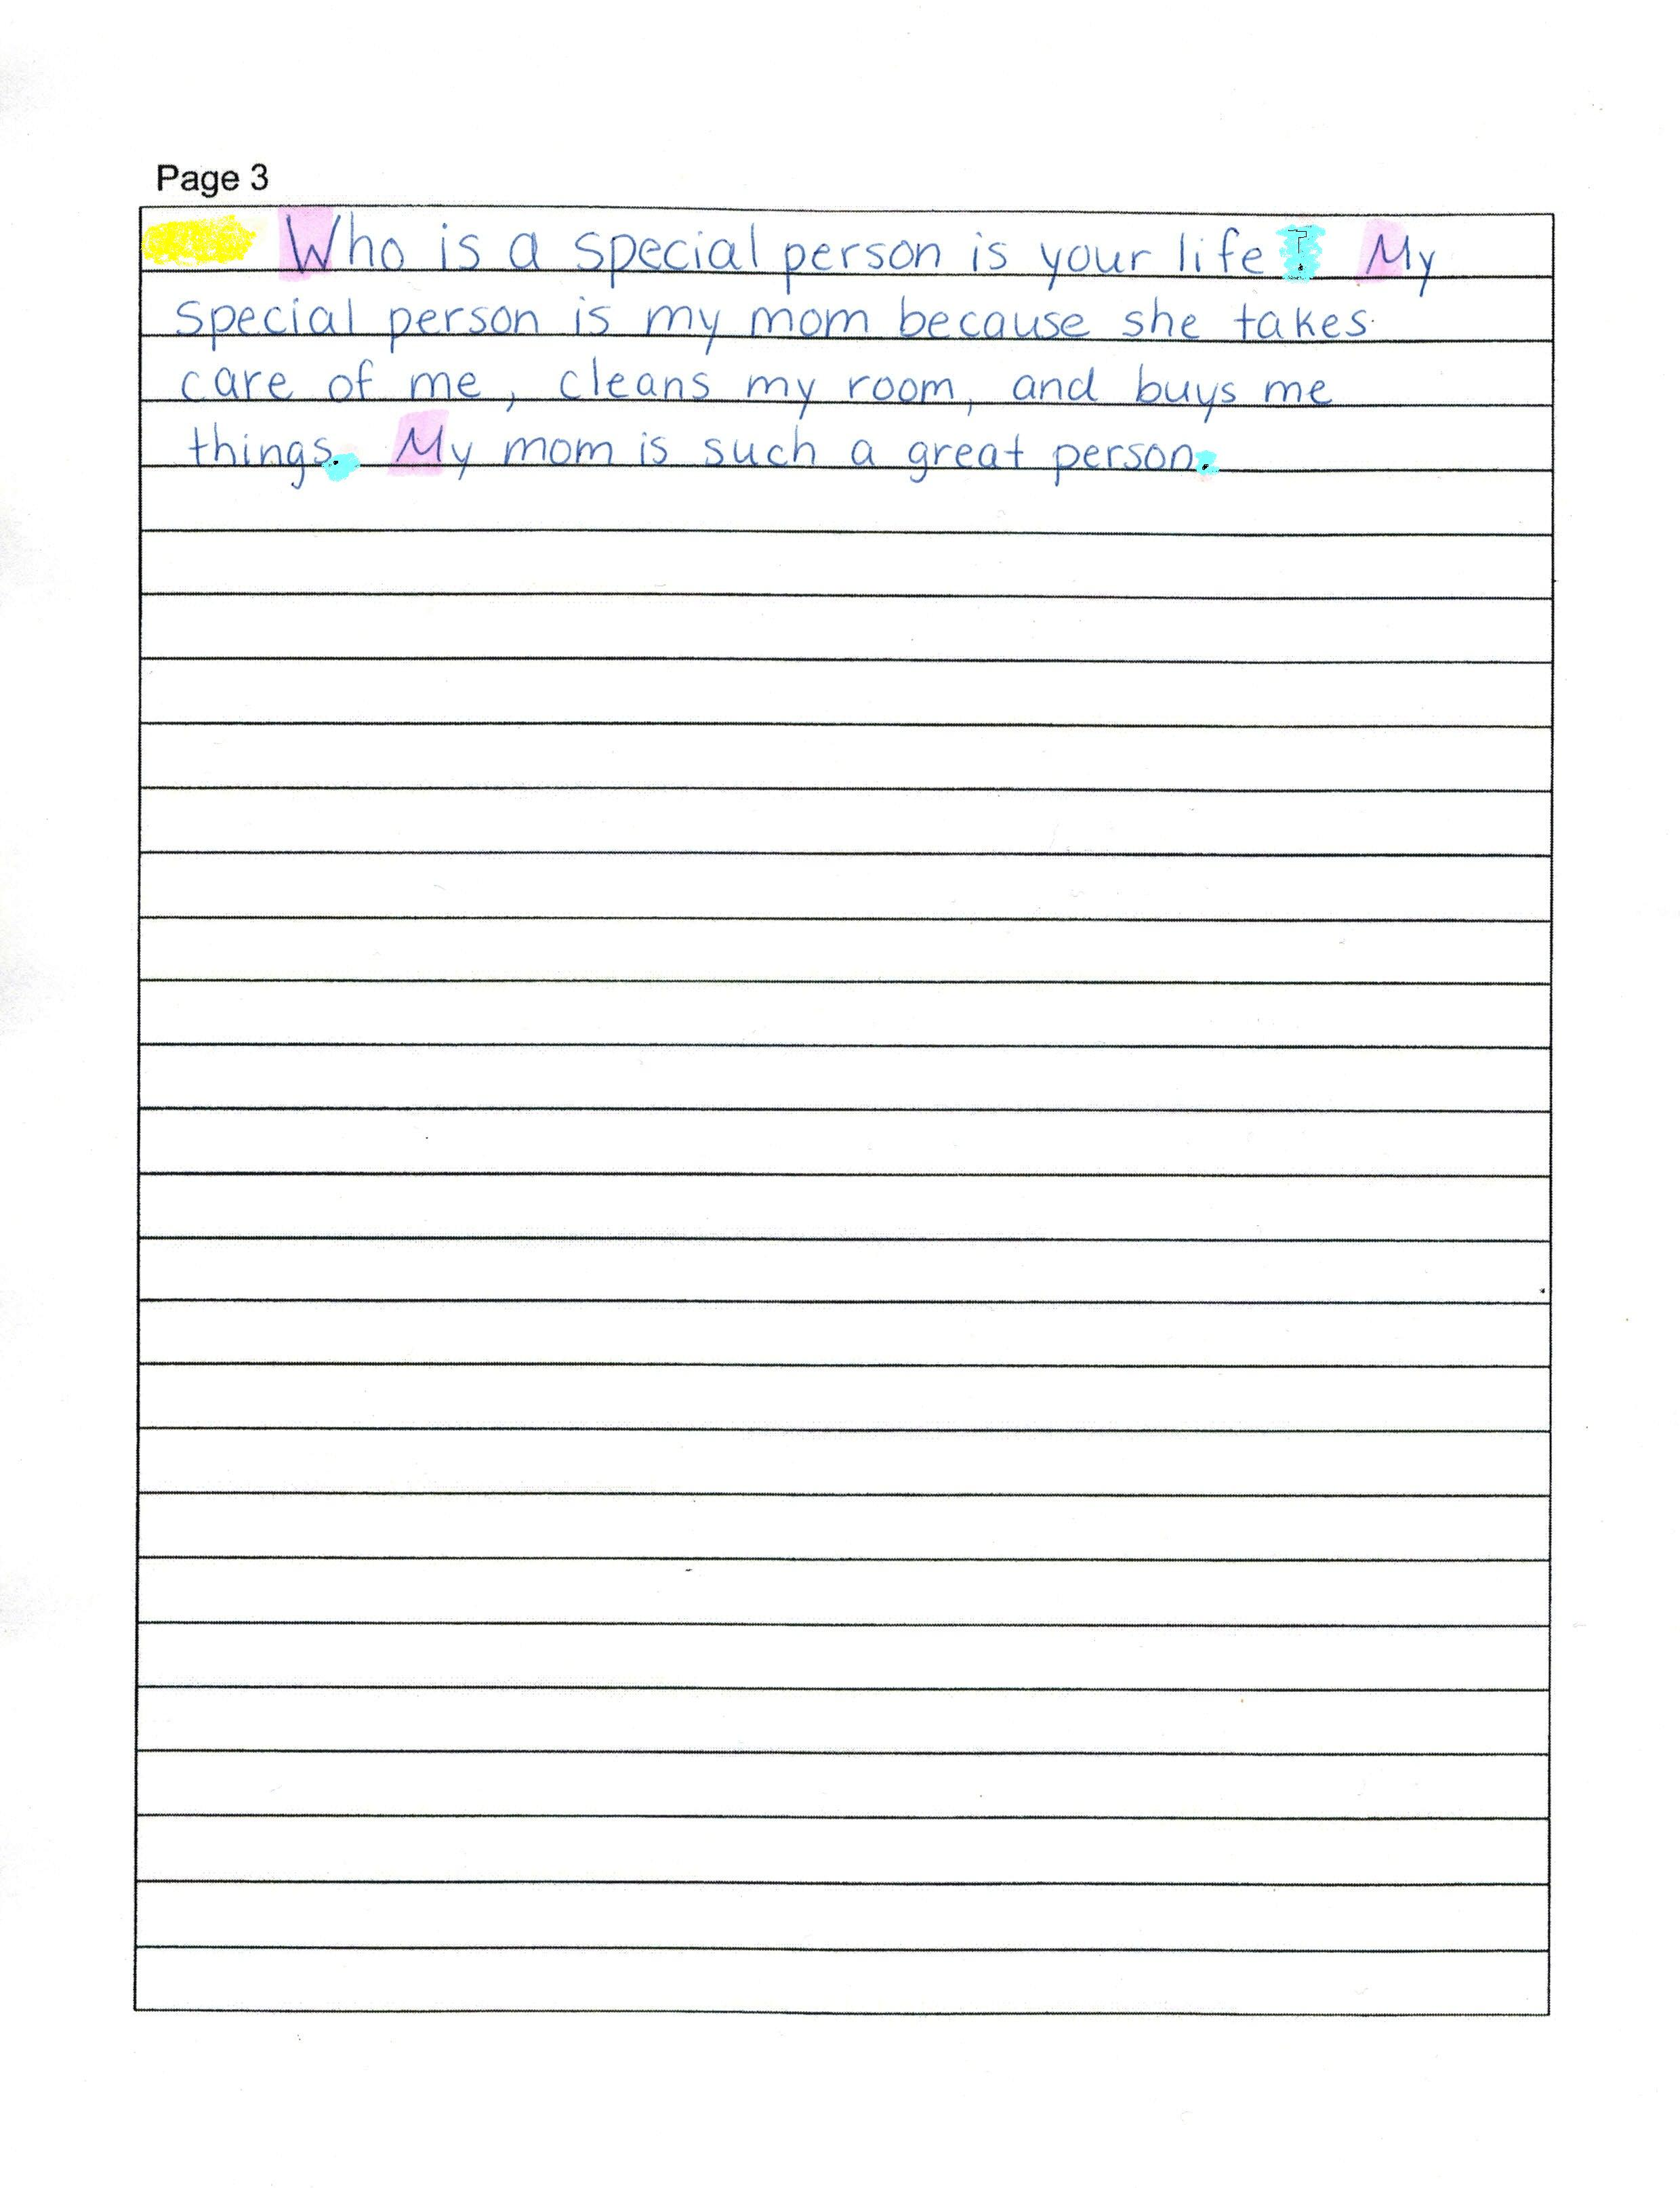 Page 3
Who is a special person is your life? My
special person is my mom because she takes
care of me, cleans my room, and buys me
things. My mom is such a great person.